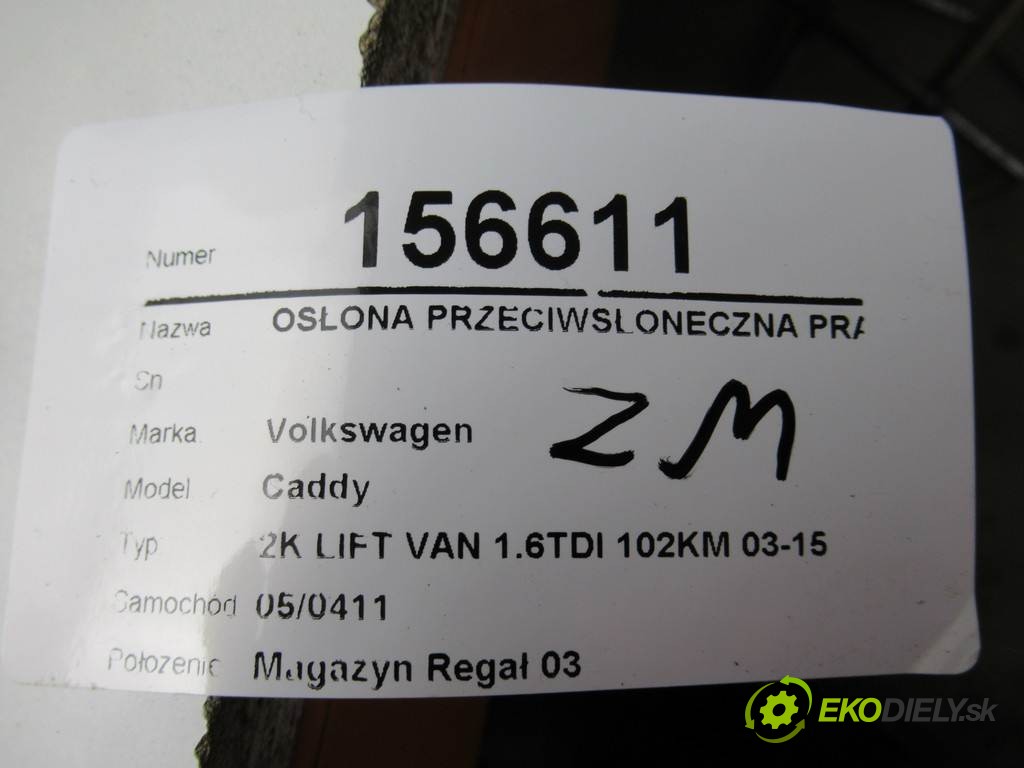 Numer 156611
Nazwa OSŁONA PRZECIWSŁONECZNA PRA
Sn
Marka Volkswagen
Model Caddy
Typ 2K LIFT VAN 1.6TDI 102KM 03-15
Samochód 05/0411
Położenie Magazyn Regał 03
ZM
EKODIELY.sk